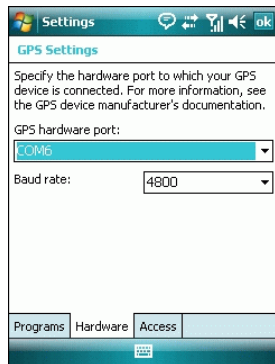 Settings
ok
GPS Settings
Specify the hardware port to which your GPS
device is connected. For more information, see
the GPS device manufacturer's documentation.
GPS hardware port:
COM6
Baud rate:
4800
Programs
Hardware
Access